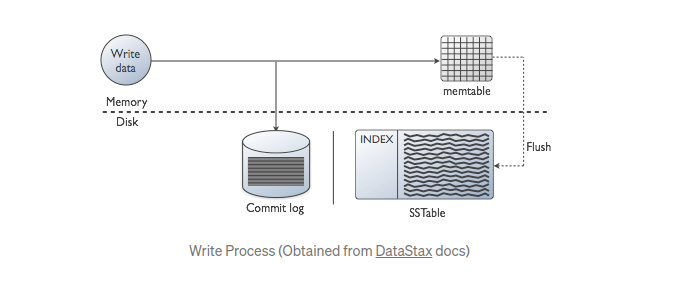 Write
data
memtable
Memory
Disk
INDEX
Flush
Commit log
SSTable
Write Process (Obtained from DataStax docs)